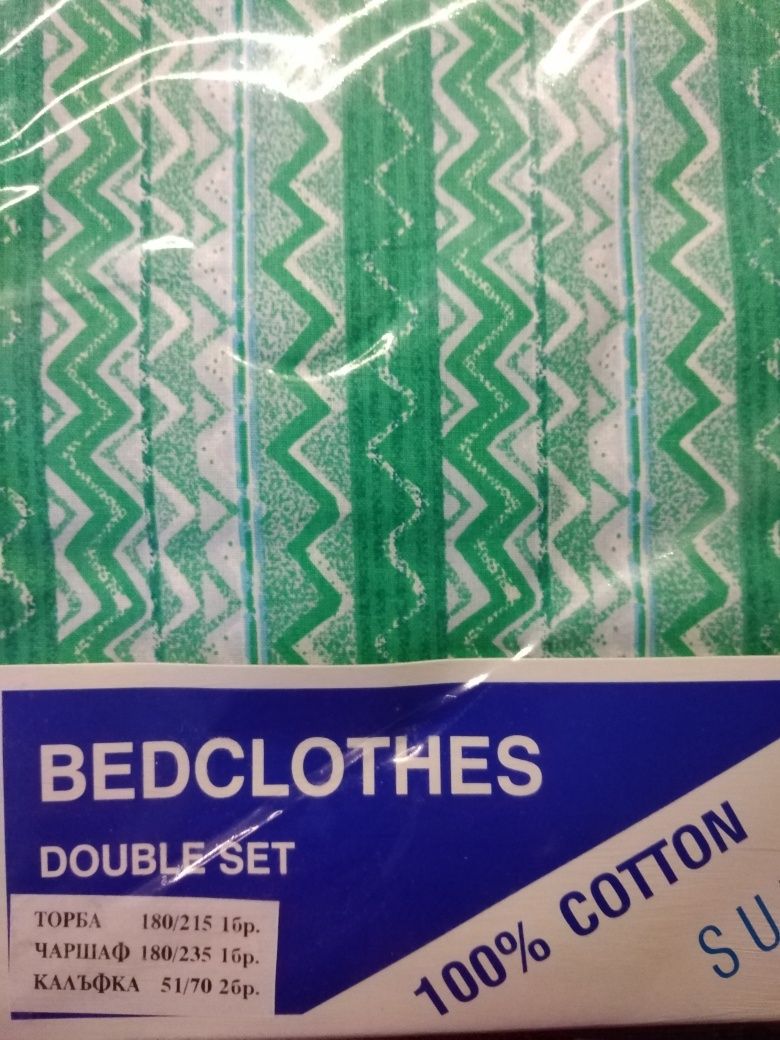 BEDCLOTHES
DOUBLE SET
ТОРБА 180/215 1бр.
ЧАРШАФ 180/235 1бр.
КАЛЪФКА 51/70 2бр.
100% COTTON